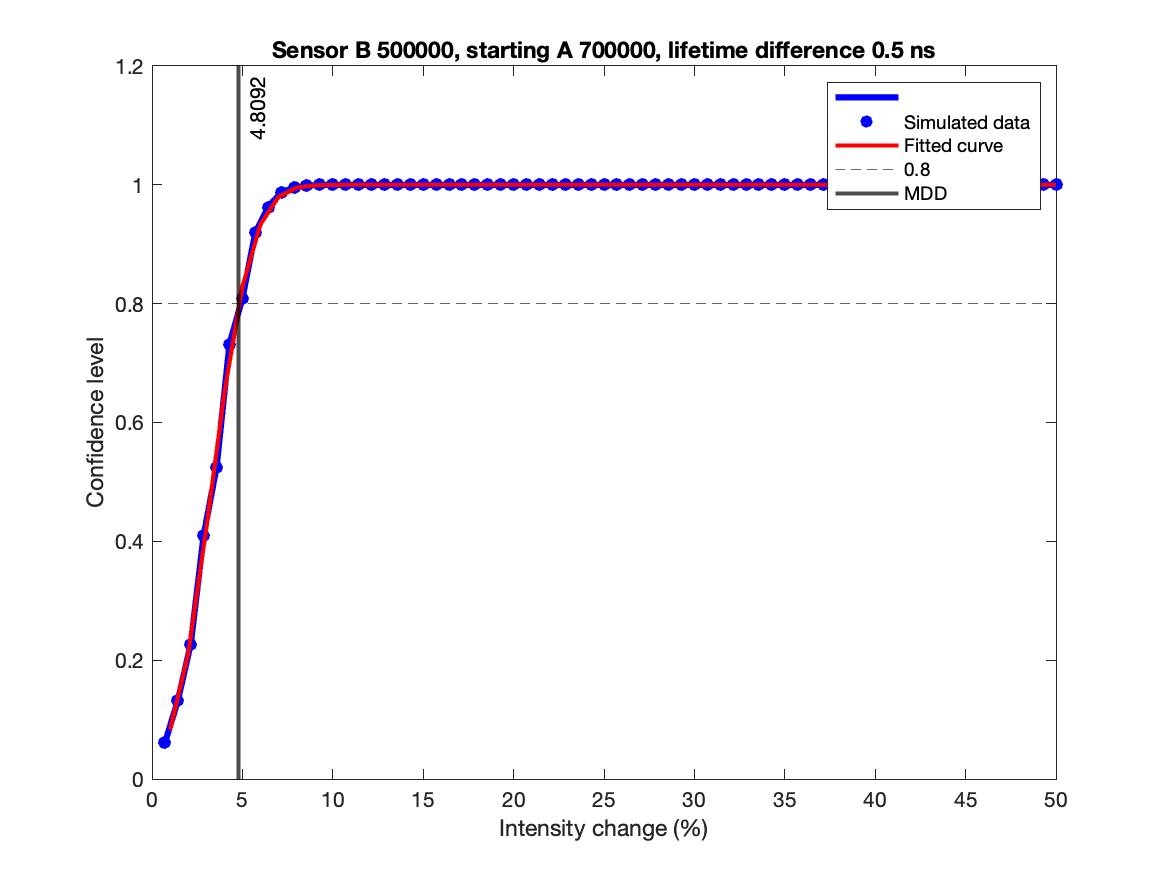 Sensor B 500000, starting A 700000, lifetime difference 0.5 ns
4.8092
Simulated data
Fitted curve
0.8
MDD
1.2
1
0.8
0.6
0.4
0.2
0
Confidence level
0 5 10 15 20 25 30 35 40 45 50
Intensity change (%)